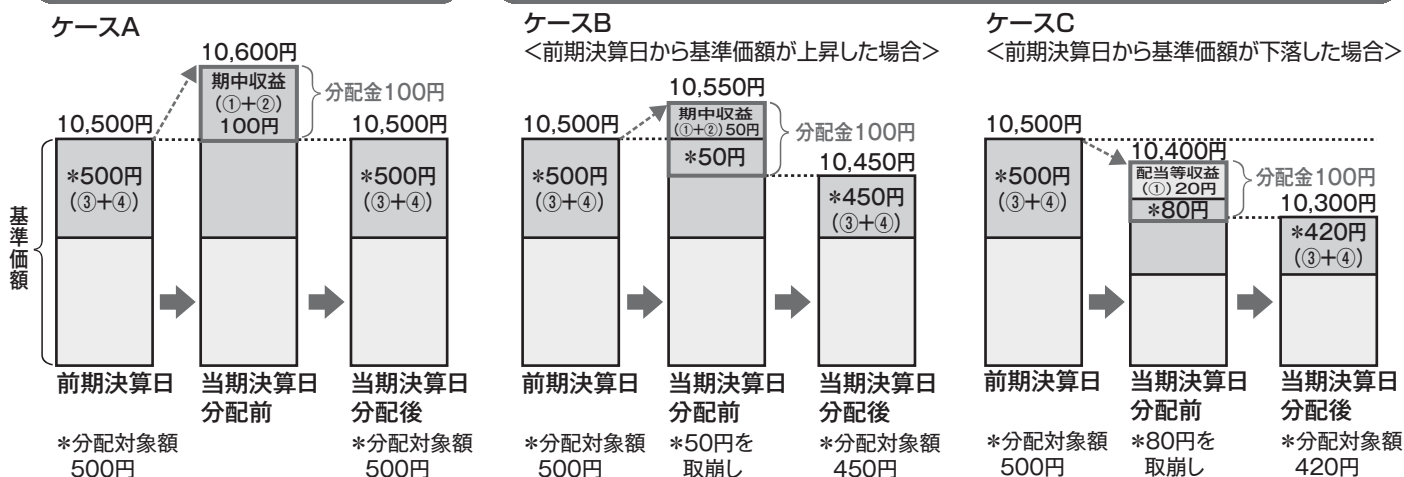 ケースA
10,600円
期中収益
(①+②)
100円
分配金100円
10,500円
10,500円
*500円
(③+④)
*500円
(③+④)
基準価額
前期決算日
当期決算日
分配前
当期決算日
分配後
*分配対象額
500円
*分配対象額
500円
ケースB
<前期決算日から基準価額が上昇した場合>
10,550円
期中収益
(①+②)50円
*50円
分配金100円
10,500円
*500円
(③+④)
10,450円
*450円
(③+④)
前期決算日
当期決算日
分配前
当期決算日
分配後
*分配対象額
500円
*50円を
取崩し
*分配対象額
450円
ケースC
<前期決算日から基準価額が下落した場合>
10,500円
*500円
(③+④)
10,400円
配当等収益
(①)20円
*80円
分配金100円
10,300円
*420円
(③+④)
前期決算日
当期決算日
分配前
当期決算日
分配後
*分配対象額
500円
*80円を
取崩し
*分配対象額
420円